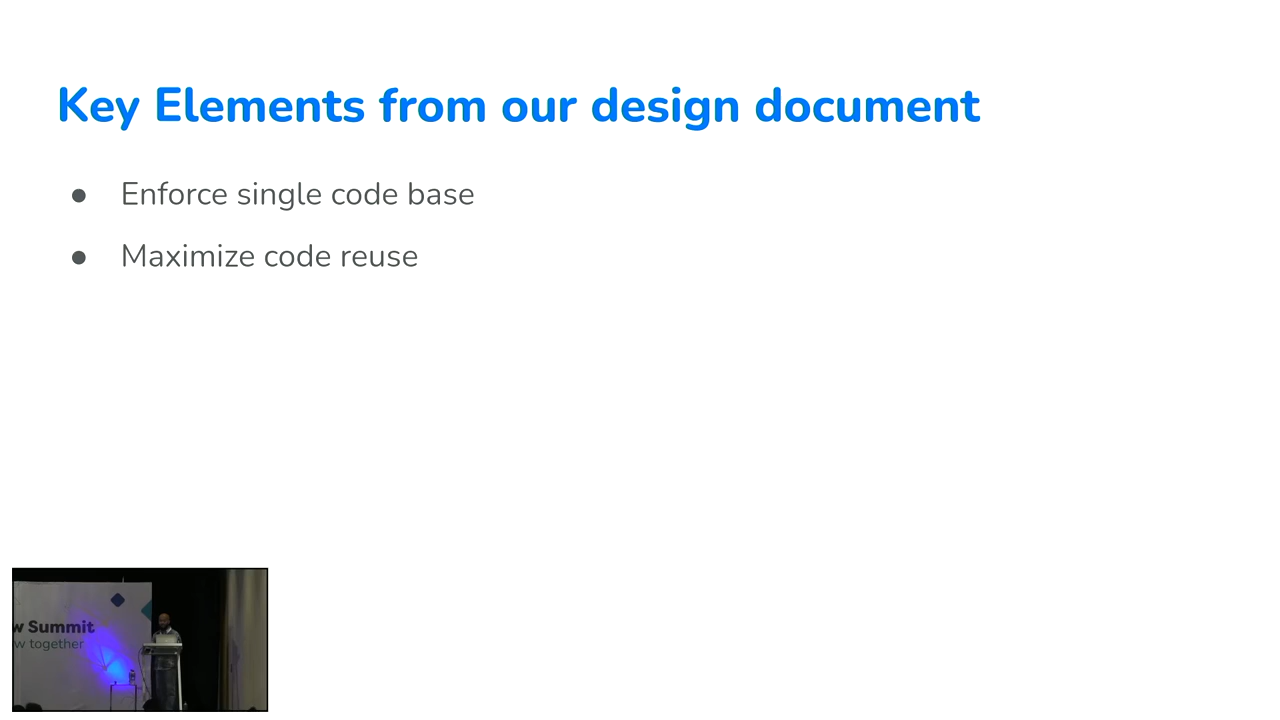 Key Elements from our design document
● Enforce single code base
● Maximize code reuse
w Summit
w together